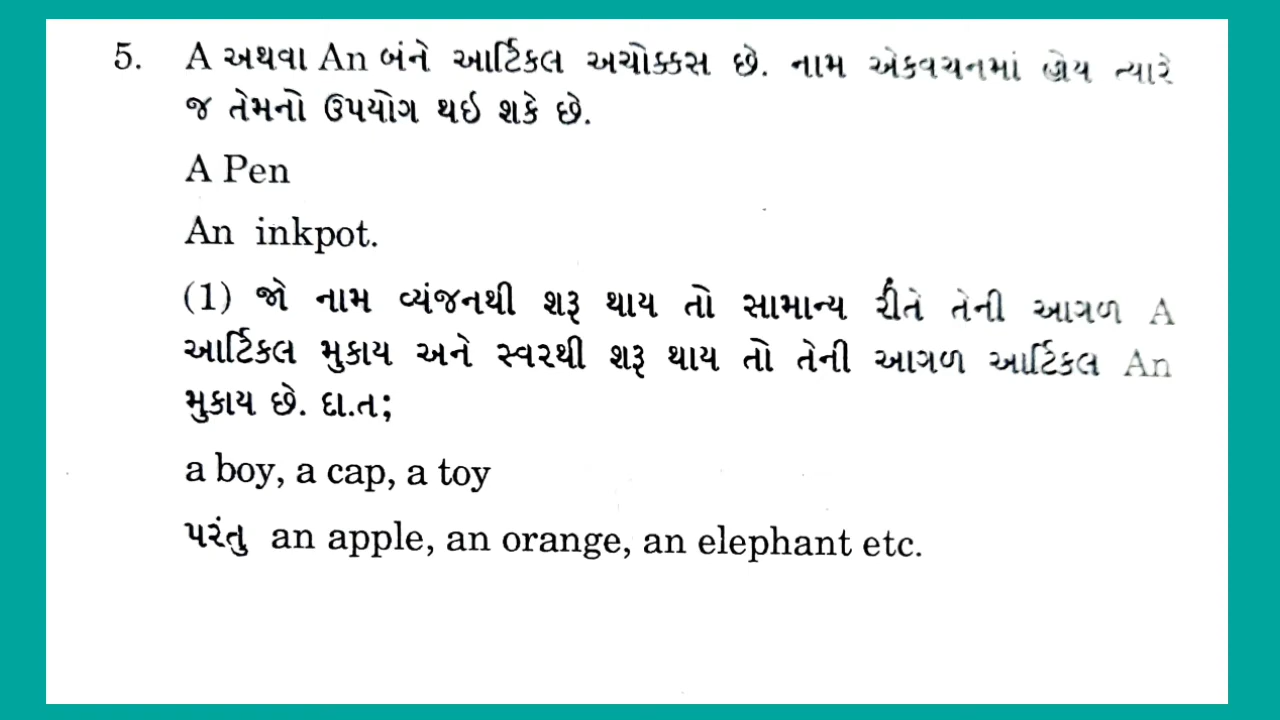 5. A અથવા An બંને આર્ટિકલ અચોક્કસ છે. નામ એકવચનમાં હોય ત્યારે
જ તેમનો ઉપયોગ થઇ શકે છે.
A Pen
An inkpot.
(1) જો નામ વ્યંજનથી શરૂ થાય તો સામાન્ય રીતે તેની આગળ A
આર્ટિકલ મુકાય અને સ્વરથી શરૂ થાય તો તેની આગળ આર્ટિકલ An
મુકાય છે. દા.ત;
a boy, a cap, a toy
પરંતુ an apple, an orange, an elephant etc.